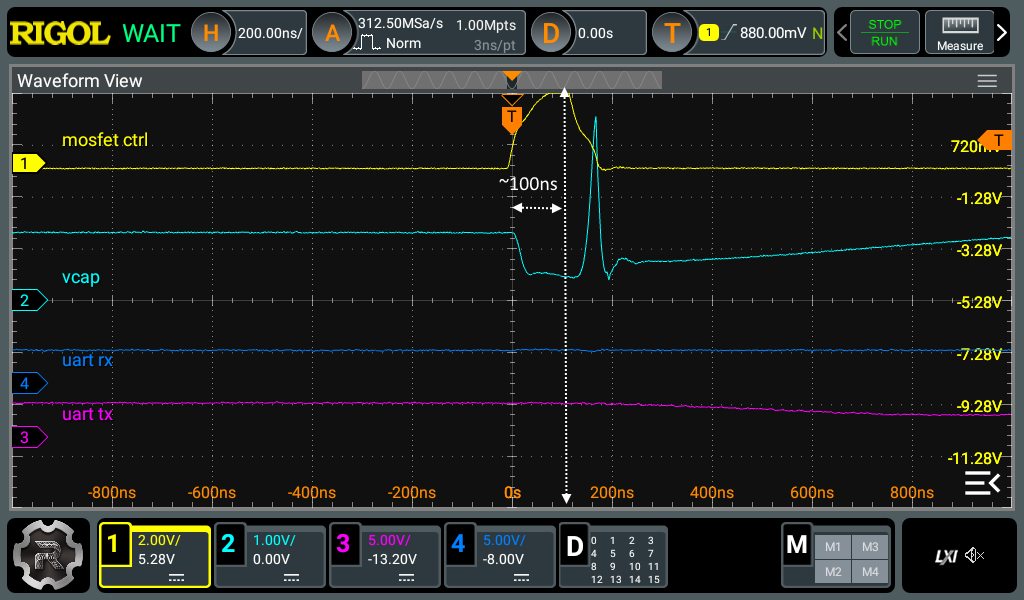 RIGOL WAIT H 200.00ns/ A 312.50MSa/s 1.00Mpts D 0.00s T 1 880.00mV N STOP
Norm 3ns/pt RUN Measure
Waveform View
T
mosfet ctrl
T
1
720m
~100ns
-1.28V
-3.28V
vcap
2
-5.28V
uart rx
-7.28V
4
-9.28V
uart tx
3
-11.28V
-800ns -600ns -400ns -200ns 0s 200ns 400ns 600ns 800ns
1 2.00V/ 2 1.00V/ 3 5.00V/ 4 5.00V/ D 0 1 2 3 M M1 M3
5.28V 0.00V -13.20V -8.00V 4 5 6 7 LXI
8 9 10 11 M2 M4
12 13 14 15
R